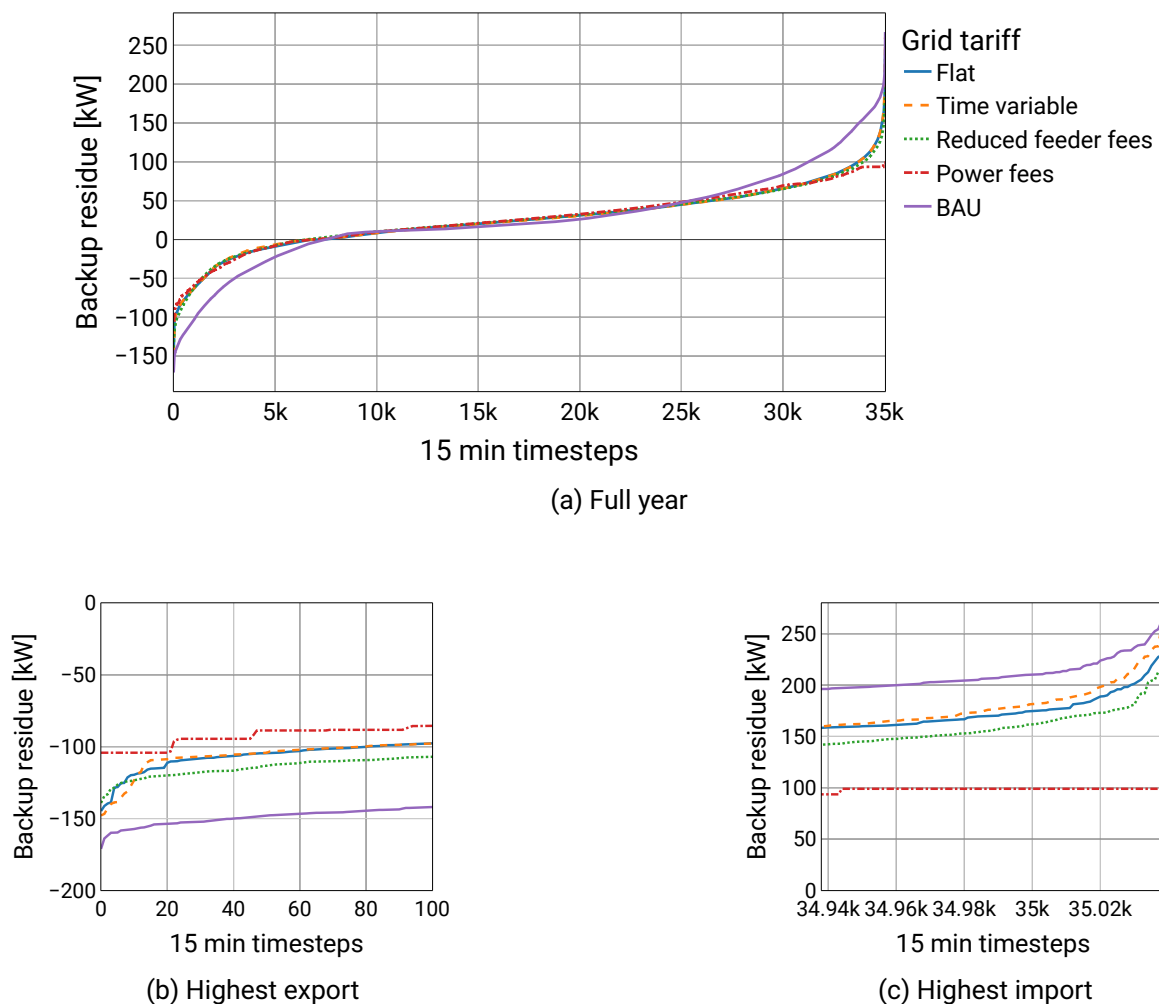 250
200
150
100
50
0
−50
−100
−150
Backup residue [kW]
0
5k
10k
15k
20k
25k
30k
35k
15 min timesteps
Grid tariff
Flat
Time variable
Reduced feeder fees
Power fees
BAU
(a) Full year
0
−50
−100
−150
−200
Backup residue [kW]
0
20
40
60
80
100
15 min timesteps
(b) Highest export
250
200
150
100
50
0
Backup residue [kW]
34.94k
34.96k
34.98k
35k
35.02k
15 min timesteps
(c) Highest import